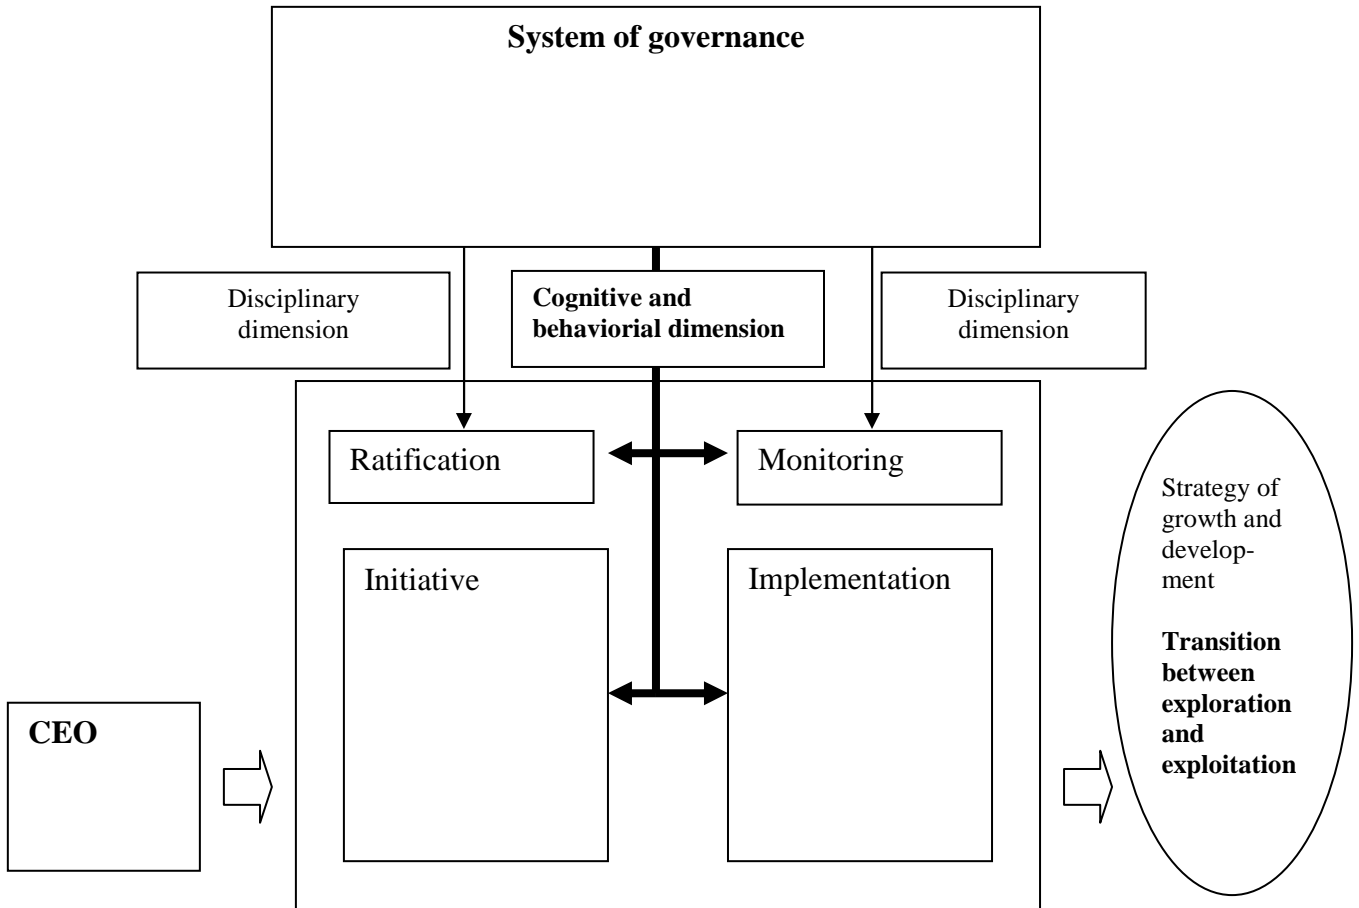 System of governance
Disciplinary
dimension
Cognitive and
behaviorial dimension
Disciplinary
dimension
Ratification
Monitoring
Initiative
Implementation
CEO
Strategy of
growth and
develop-
ment
Transition
between
exploration
and
exploitation